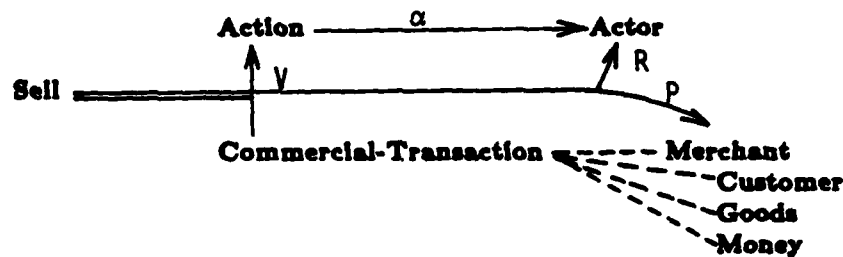 Action α Actor
R
Sell V P
Commercial-Transaction Merchant
Customer
Goods
Money